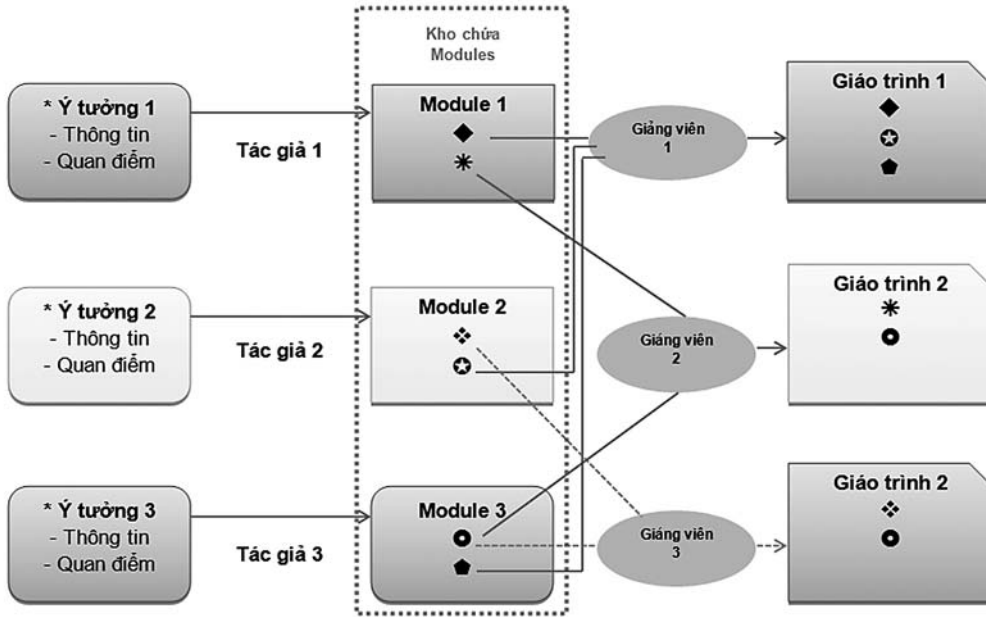 Kho chứa
Modules
* Ý tưởng 1
- Thông tin
- Quan điểm
Tác giả 1
Module 1
Giảng viên
1
Giáo trình 1
* Ý tưởng 2
- Thông tin
- Quan điểm
Tác giả 2
Module 2
Giảng viên
2
Giáo trình 2
* Ý tưởng 3
- Thông tin
- Quan điểm
Tác giả 3
Module 3
Giảng viên
3
Giáo trình 2